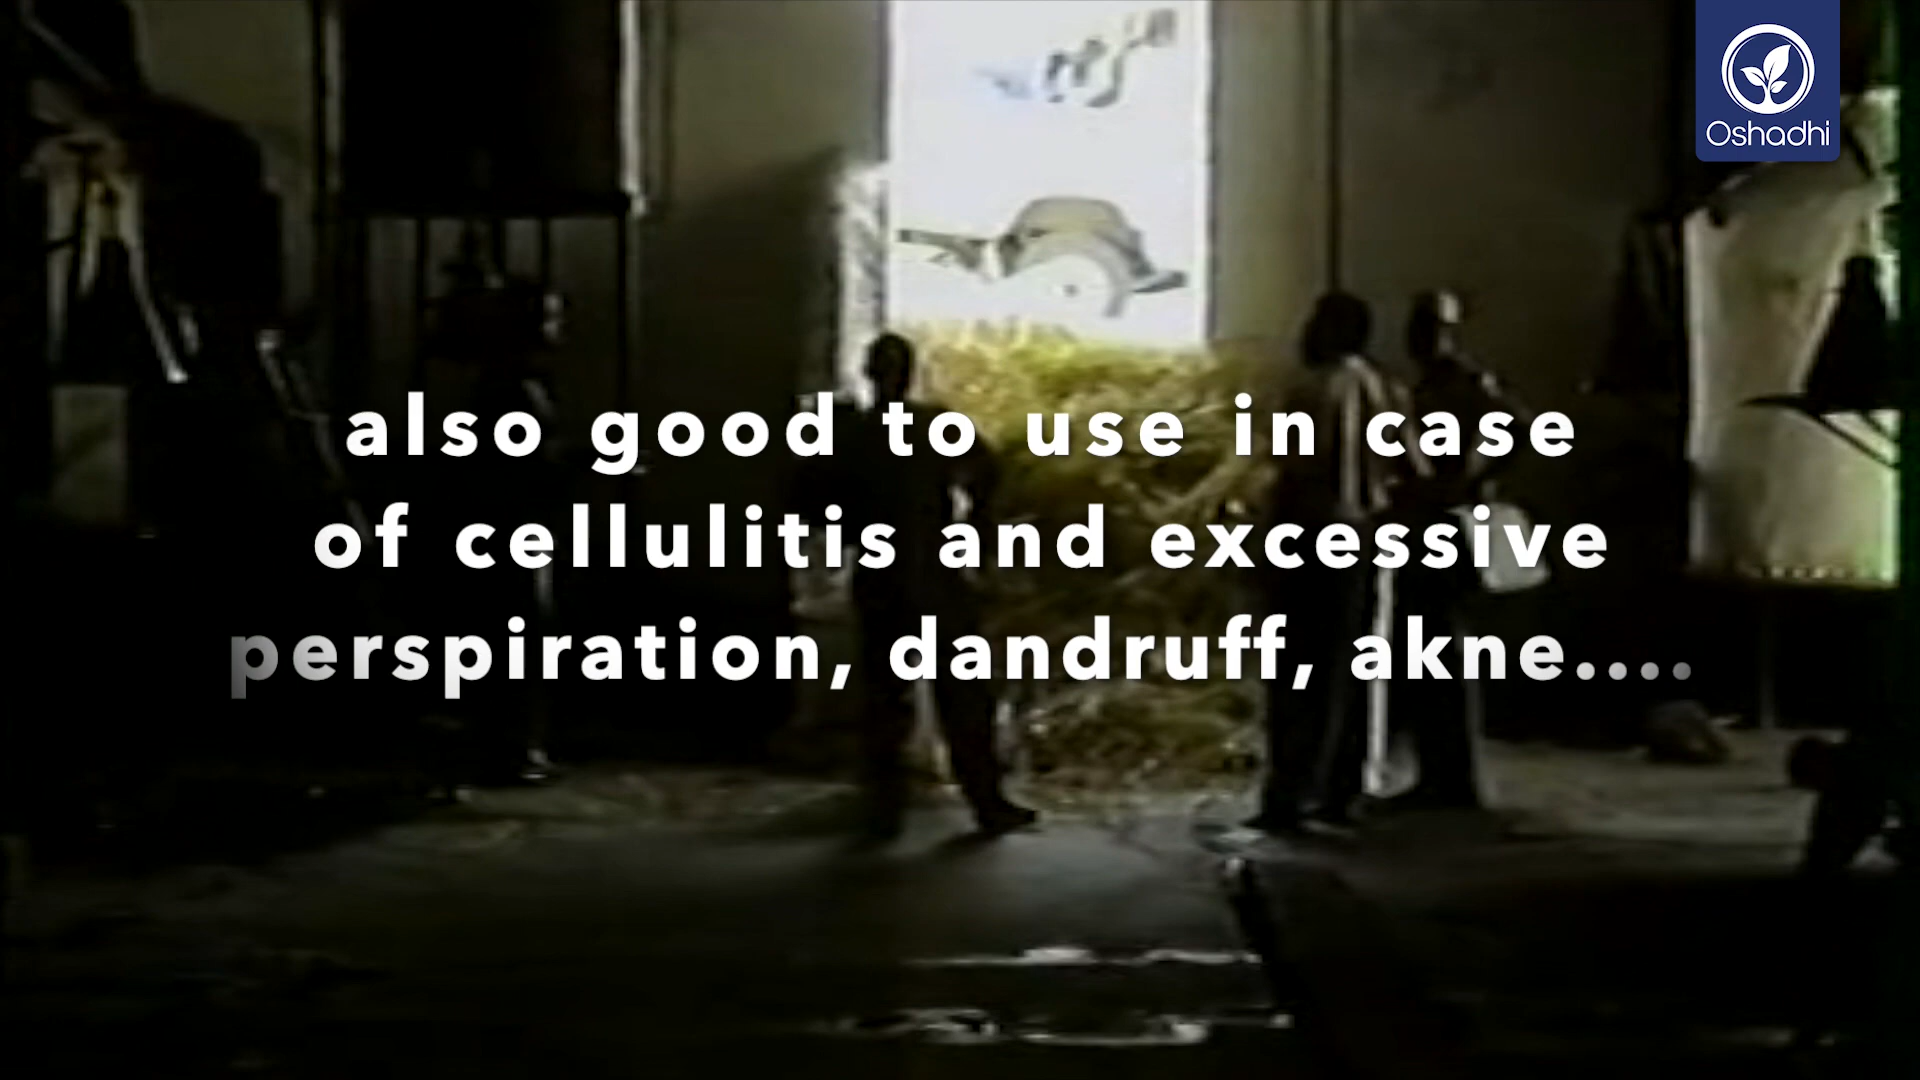 Oshadhi
also good to use in case
of cellulitis and excessive
perspiration, dandruff, akne....